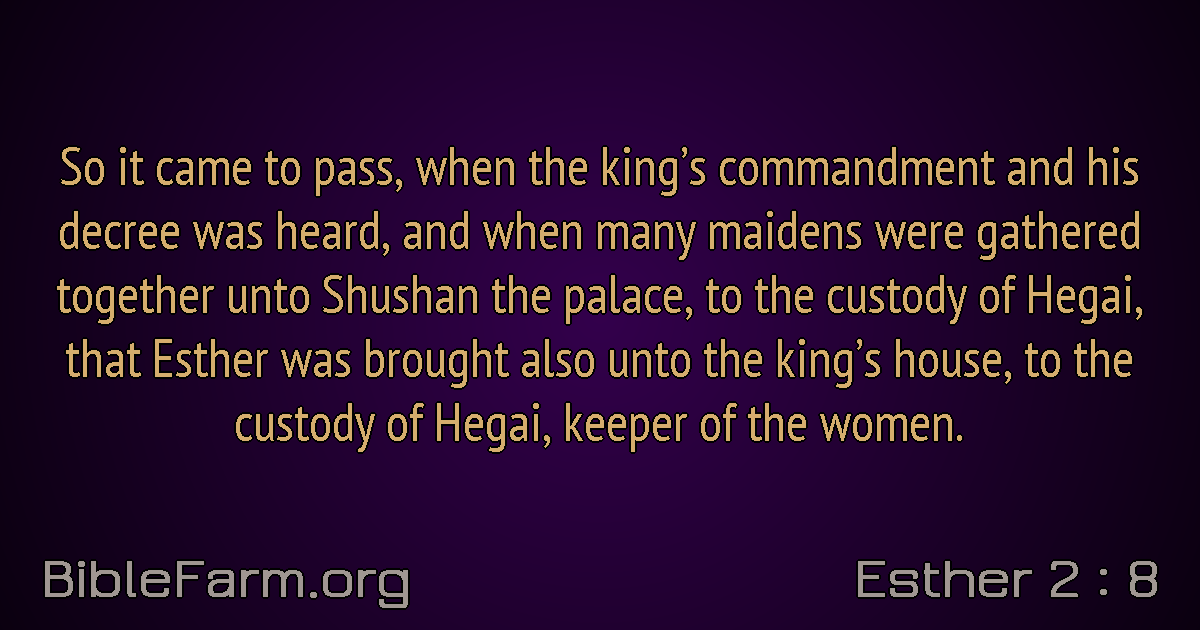 So it came to pass, when the king’s commandment and his
decree was heard, and when many maidens were gathered
together unto Shushan the palace, to the custody of Hegai,
that Esther was brought also unto the king’s house, to the
custody of Hegai, keeper of the women.
BibleFarm.org
Esther 2 : 8